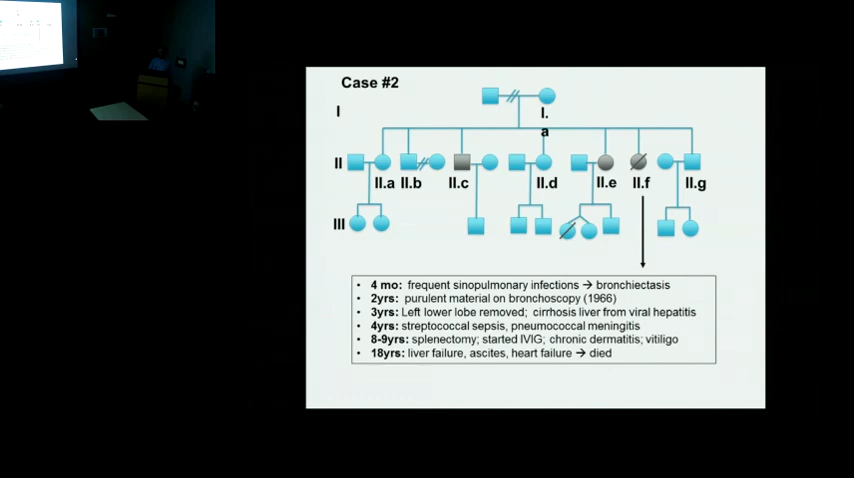 Case #2
I
I.
a
II
II.a II.b II.c II.d II.e II.f II.g
III
• 4 mo: frequent sinopulmonary infections → bronchiectasis
• 2yrs: purulent material on bronchoscopy (1966)
• 3yrs: Left lower lobe removed; cirrhosis liver from viral hepatitis
• 4yrs: streptococcal sepsis, pneumococcal meningitis
• 8-9yrs: splenectomy; started IVIG; chronic dermatitis; vitiligo
• 18yrs: liver failure, ascites, heart failure → died